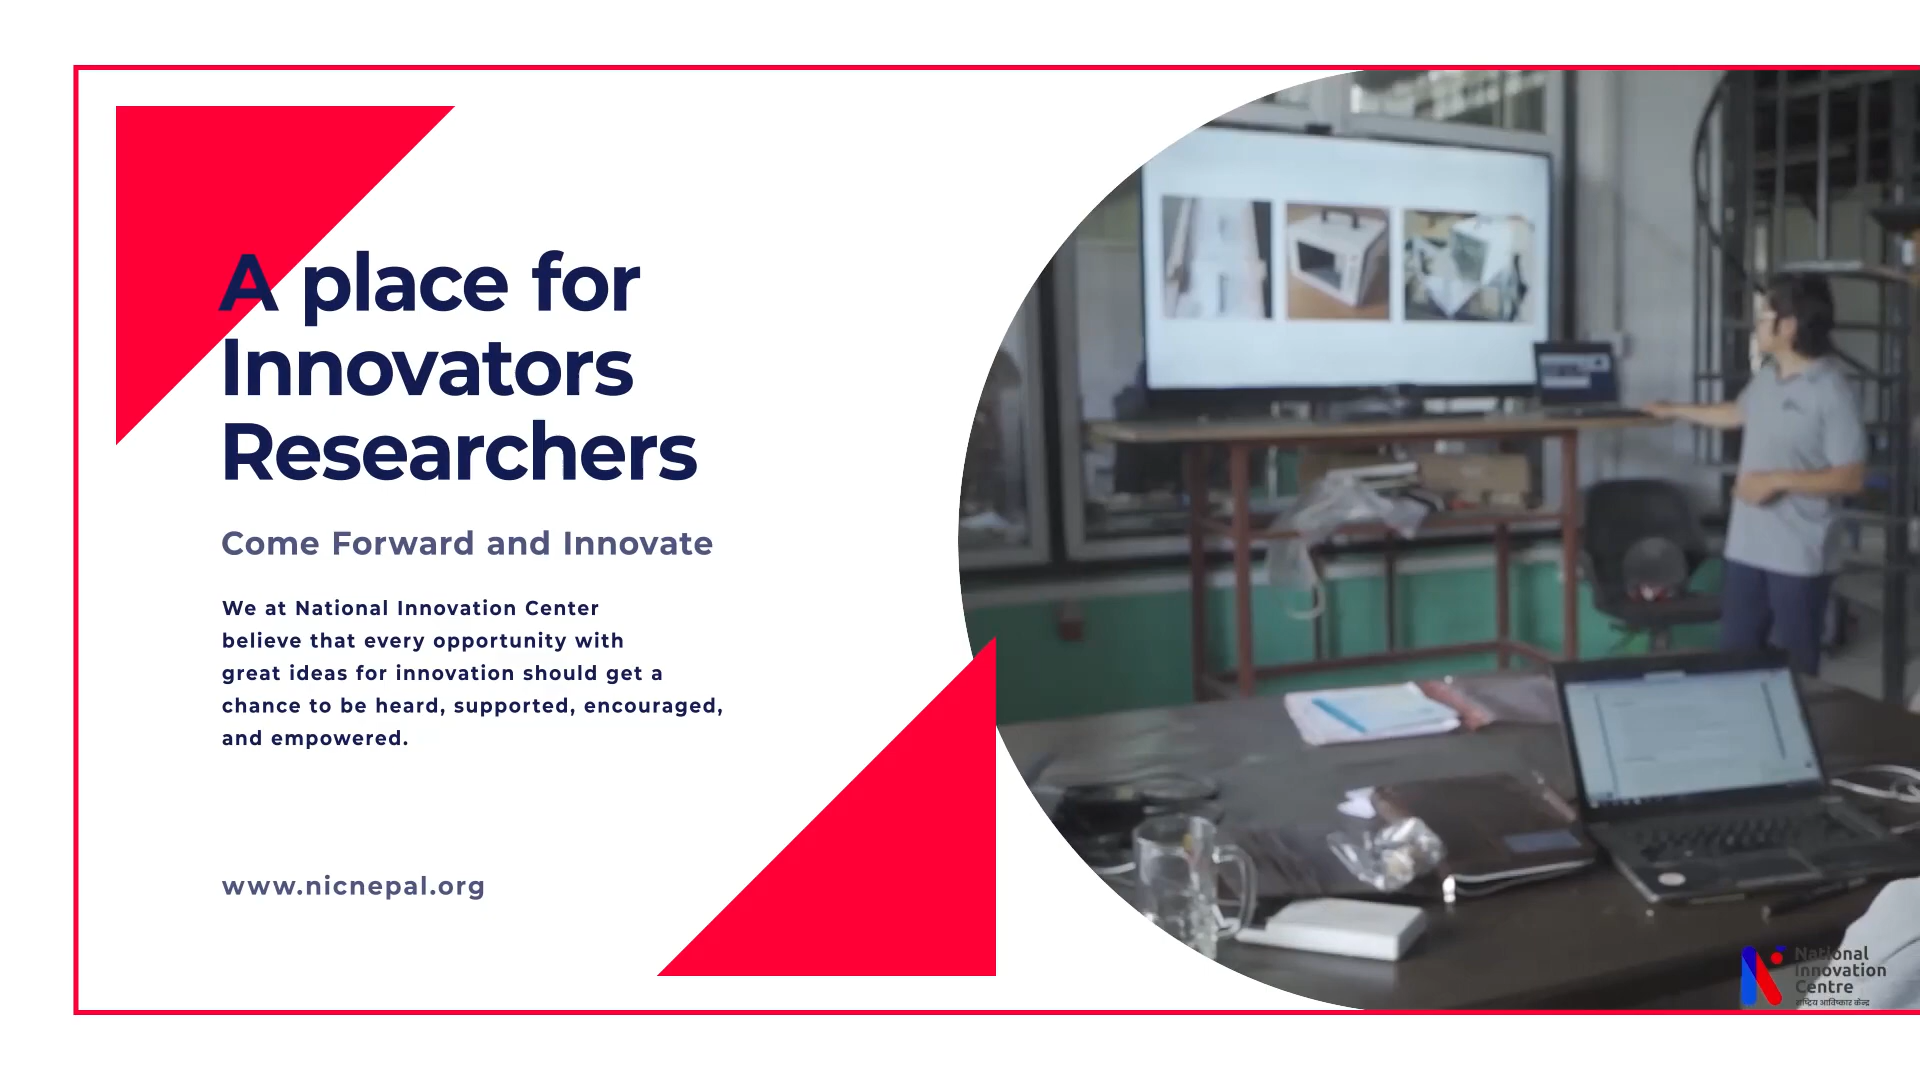 A place for
Innovators
Researchers
Come Forward and Innovate
We at National Innovation Center
believe that every opportunity with
great ideas for innovation should get a
chance to be heard, supported, encouraged,
and empowered.
www.nicnepal.org
National
Innovation
Centre
राष्ट्रिय आविष्कार केन्द्र